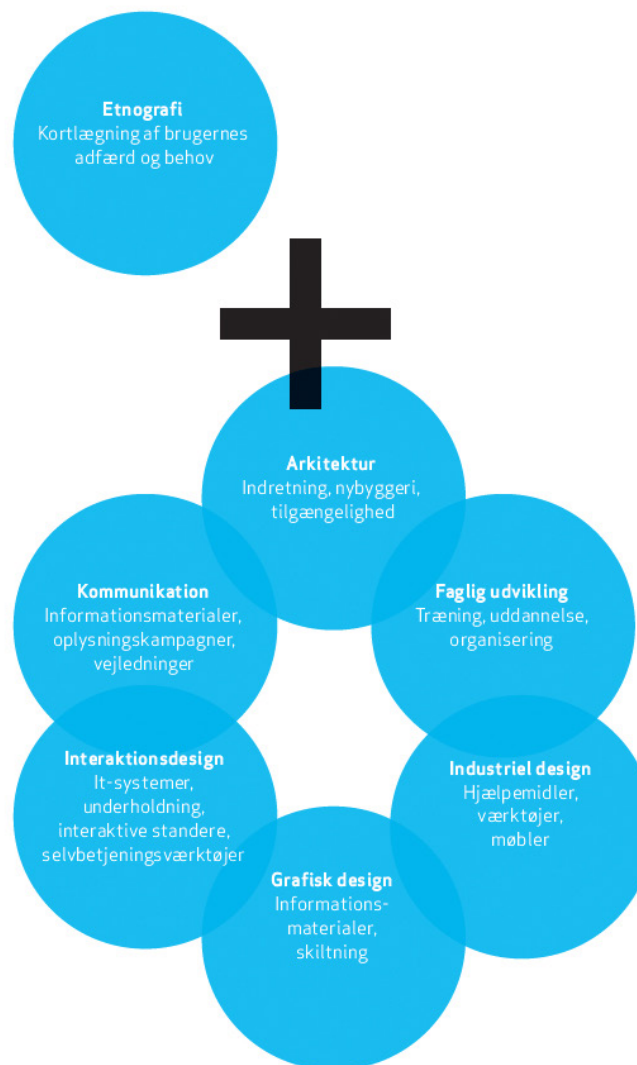 Etnografi
Kortlægning af brugernes
adfærd og behov
Arkitektur
Indretning, nybyggeri,
tilgængelighed
Kommunikation
Informationsmaterialer,
oplysningskampagner,
vejledninger
Faglig udvikling
Træning, uddannelse,
organisering
Interaktionsdesign
It-systemer,
underholdning,
interaktive standere,
selvbetjeningsværktøjer
Industriel design
Hjælpemidler,
værktøjer,
møbler
Grafisk design
Informations-
materialer,
skiltning